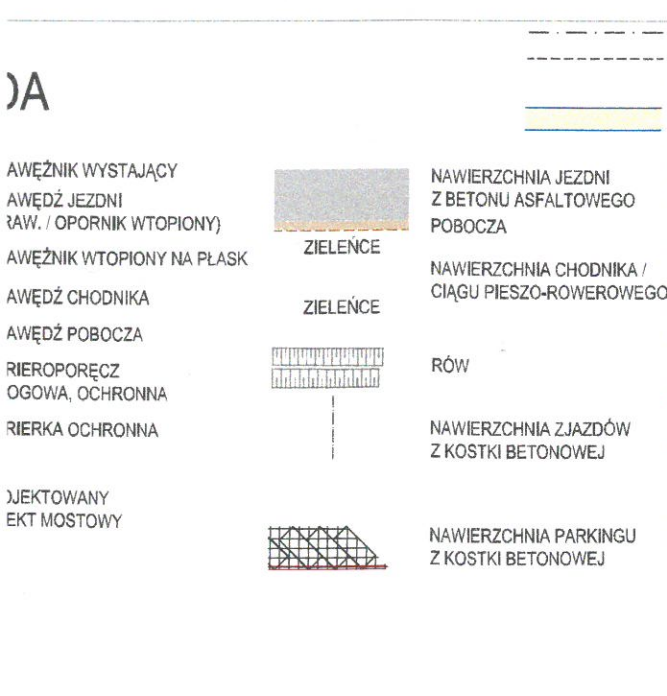 DA
AWĘŻNIK WYSTAJĄCY
AWĘDŹ JEZDNI
RAW. / OPORNIK WTOPIONY)
AWĘŻNIK WTOPIONY NA PŁASK
AWĘDŹ CHODNIKA
AWĘDŹ POBOCZA
RIEROPORĘCZ
OGOWA, OCHRONNA
RIERKA OCHRONNA
OJEKTOWANY
EKT MOSTOWY
ZIELEŃCE
ZIELEŃCE
NAWIERZCHNIA JEZDNI
Z BETONU ASFALTOWEGO
POBOCZA
NAWIERZCHNIA CHODNIKA /
CIĄGU PIESZO-ROWEROWEGO
RÓW
NAWIERZCHNIA ZJAZDÓW
Z KOSTKI BETONOWEJ
NAWIERZCHNIA PARKINGU
Z KOSTKI BETONOWEJ